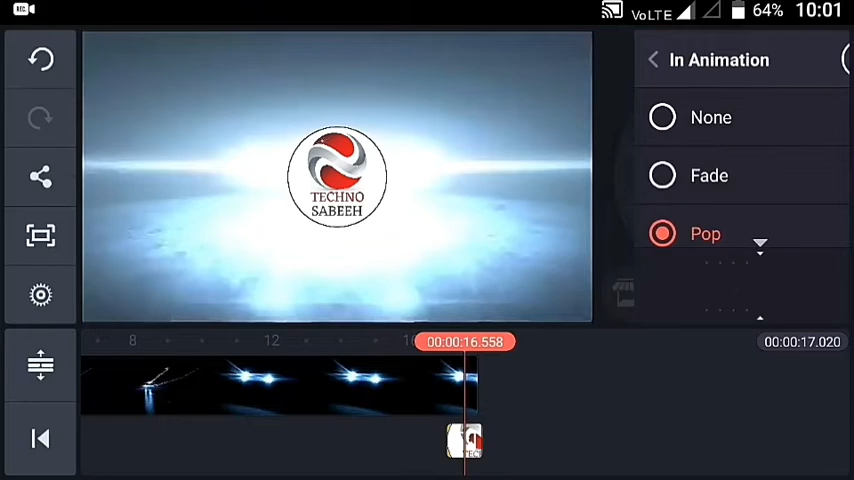 VoLTE 64% 10:01
In Animation
None
Fade
Pop
TECHNO
SABEEH
8 12
00:00:16.558
00:00:17.020